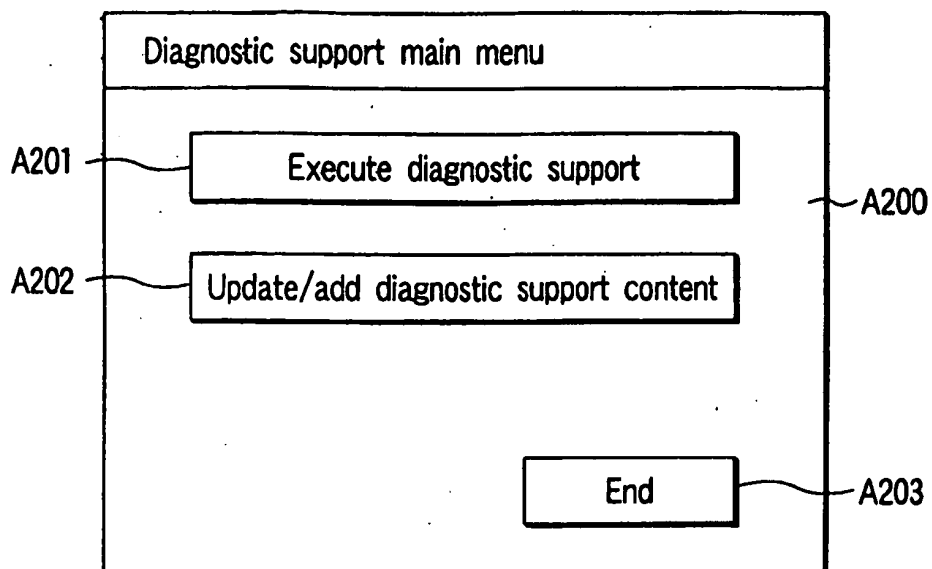 Diagnostic support main menu
A201
Execute diagnostic support
A200
A202
Update/add diagnostic support content
End
A203